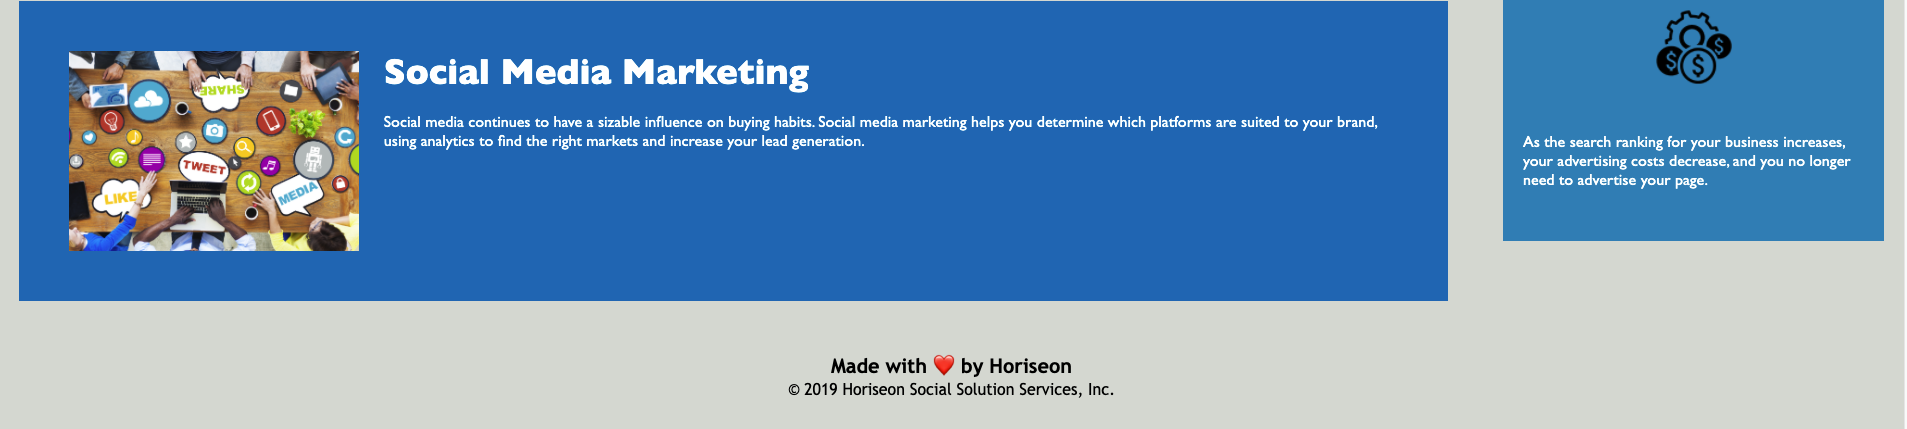 SHARE
TWEET
LIKE
MEDIA
Social Media Marketing
Social media continues to have a sizable influence on buying habits. Social media marketing helps you determine which platforms are suited to your brand,
using analytics to find the right markets and increase your lead generation.
$
$
$
As the search ranking for your business increases,
your advertising costs decrease, and you no longer
need to advertise your page.
Made with ❤️ by Horiseon
© 2019 Horiseon Social Solution Services, Inc.